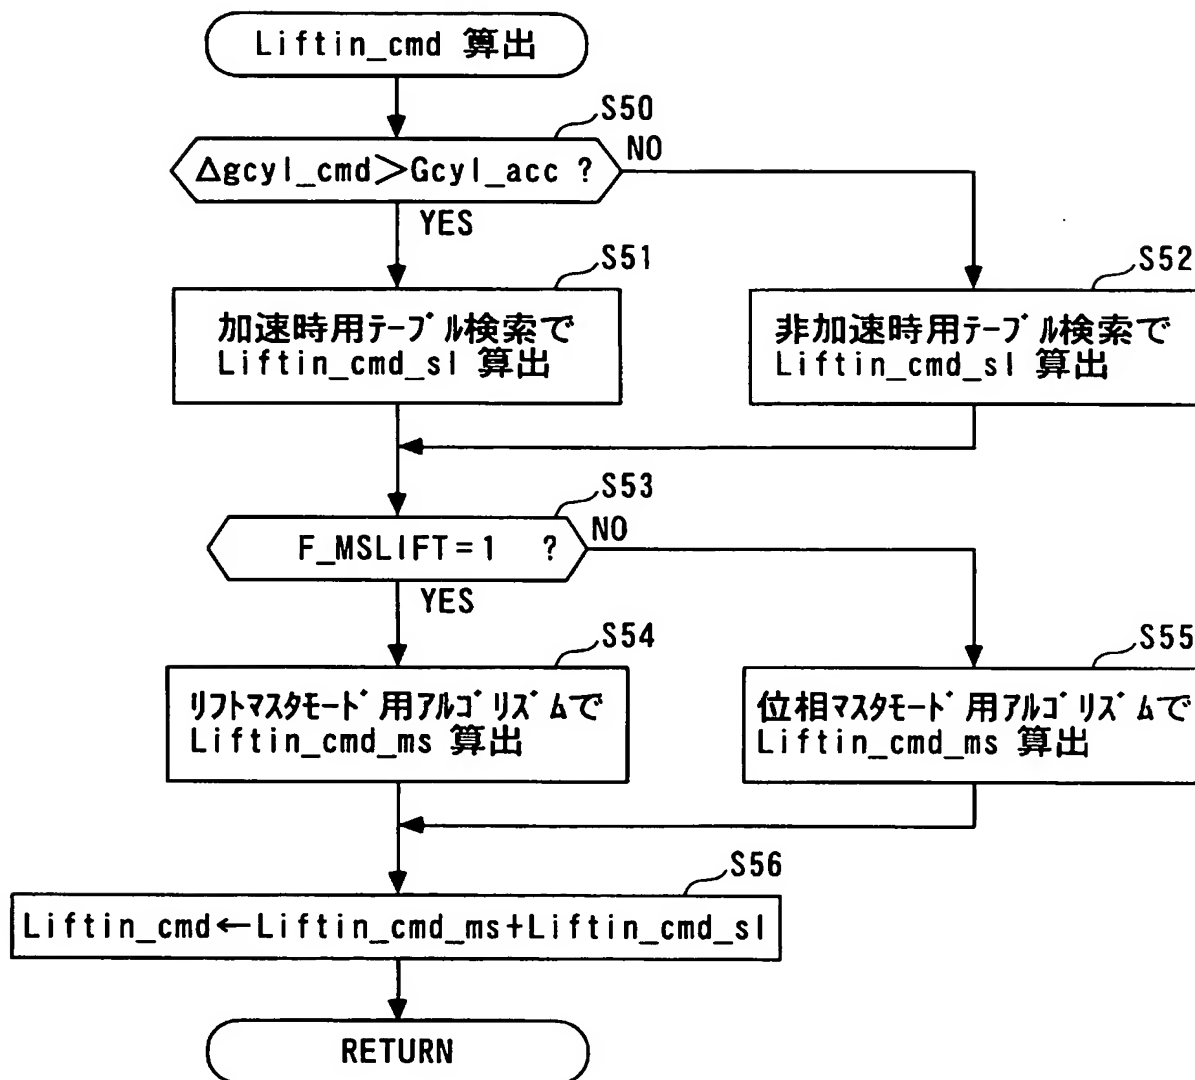 Liftin_cmd 算出
S50
Δgcyl_cmd>Gcyl_acc ?
NO
YES
S51
S52
加速時用テーブル検索で
Liftin_cmd_sl 算出
非加速時用テーブル検索で
Liftin_cmd_sl 算出
S53
F_MSLIFT=1 ?
NO
YES
S54
S55
リフトマスタモード用アルゴリズムで
Liftin_cmd_ms 算出
位相マスタモード用アルゴリズムで
Liftin_cmd_ms 算出
S56
Liftin_cmd←Liftin_cmd_ms+Liftin_cmd_sl
RETURN